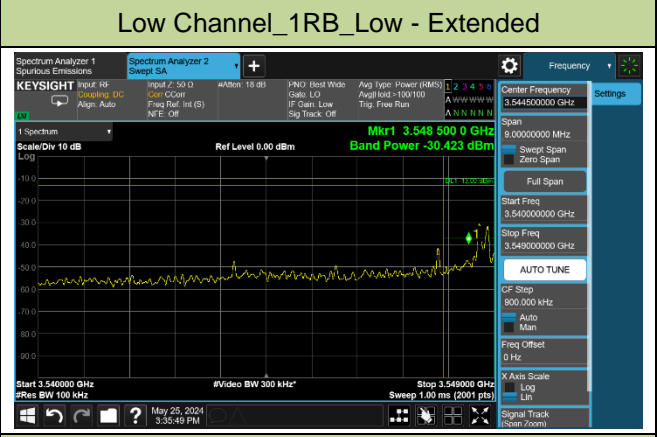 Low Channel_1RB_Low - Extended
Spectrum Analyzer 1
Spurious Emissions
Spectrum Analyzer 2
Swept SA
Frequency
KEYSIGHT
Input: RF
Coupling: DC
Align: Auto
Input Z: 50 Ω
Corr CCorr
Freq Ref: Int (S)
NFE: Off
#Atten: 18 dB
PNO: Best Wide
Gate: LO
IF Gain: Low
Sig Track: Off
Avg Type: Power (RMS)
Avg|Hold:>100/100
Trig: Free Run
1 2 3 4 5 6
A W W W W W
A N N N N N
LXI
1 Spectrum
Scale/Div 10 dB
Ref Level 0.00 dBm
Mkr1 3.548 500 0 GHz
Band Power -30.423 dBm
Log
-10.0
-20.0
-30.0
-40.0
-50.0
-60.0
-70.0
-80.0
-90.0
DL1 -13.00 dBm
1
Start 3.540000 GHz
#Video BW 300 kHz*
Stop 3.549000 GHz
#Res BW 100 kHz
Sweep 1.00 ms (2001 pts)
May 25, 2024
3:35:49 PM
Center Frequency
3.544500000 GHz
Settings
Span
9.00000000 MHz
Swept Span
Zero Span
Full Span
Start Freq
3.540000000 GHz
Stop Freq
3.549000000 GHz
AUTO TUNE
CF Step
900.000 kHz
Auto
Man
Freq Offset
0 Hz
X Axis Scale
Log
Lin
Signal Track
(Span Zoom)